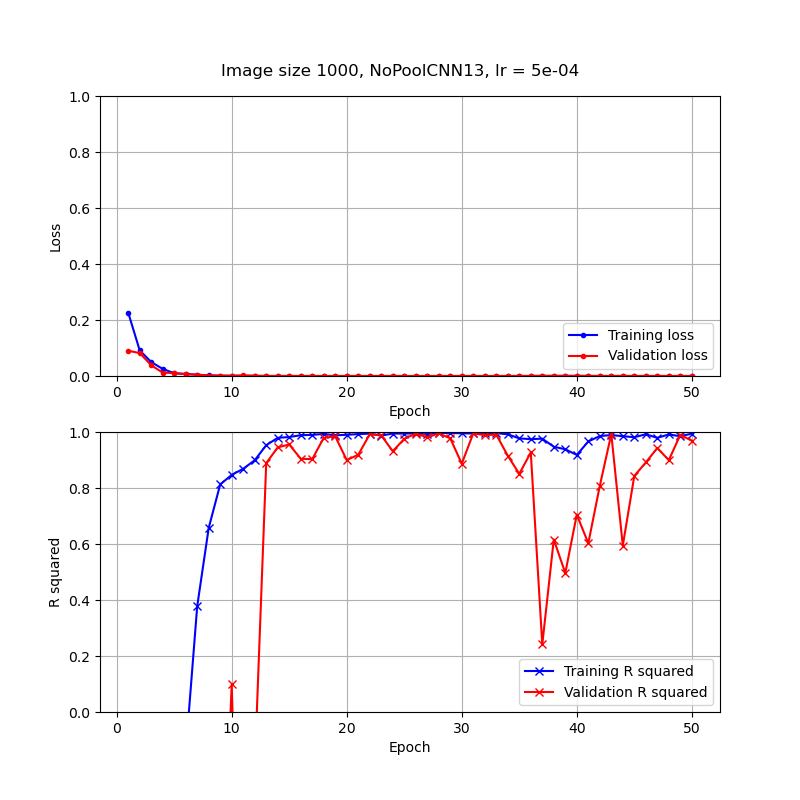 Image size 1000, NoPoolCNN13, lr = 5e-04
1.0
0.8
0.6
0.4
0.2
0.0
Loss
0 10 20 30 40 50
Epoch
Training loss
Validation loss
1.0
0.8
0.6
0.4
0.2
0.0
R squared
0 10 20 30 40 50
Epoch
Training R squared
Validation R squared